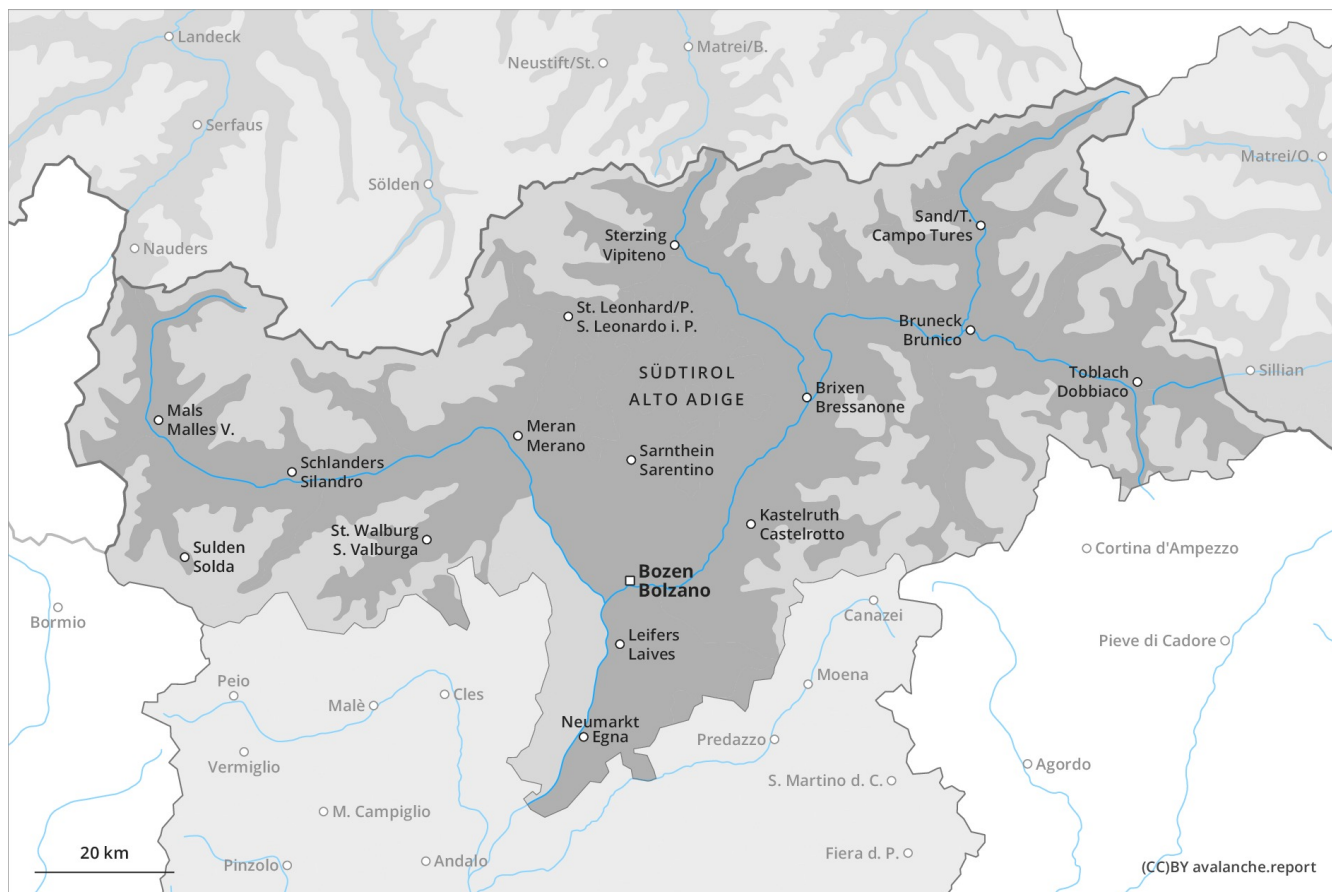 Landeck
Matrei/B.
Neustift/St.
Serfaus
Matrei/O.
Sölden
Sand/T.
Campo Tures
Sterzing
Vipiteno
Nauders
St. Leonhard/P.
S. Leonardo i. P.
Bruneck
Brunico
SÜDTIROL
ALTO ADIGE
Toblach
Dobbiaco
Sillian
Brixen
Bressanone
Mals
Malles V.
Meran
Merano
Sarnthein
Sarentino
Schlanders
Silandro
Kastelruth
Castelrotto
St. Walburg
S. Valburga
Sulden
Solda
Cortina d'Ampezzo
Bozen
Bolzano
Bormio
Canazei
Leifers
Laives
Pieve di Cadore
Moena
Peio
Malè
Cles
Neumarkt
Egna
Predazzo
Vermiglio
Agordo
S. Martino d. C.
M. Campiglio
20 km
Pinzolo
Andalo
Fiera d. P.
(CC)BY avalanche.report